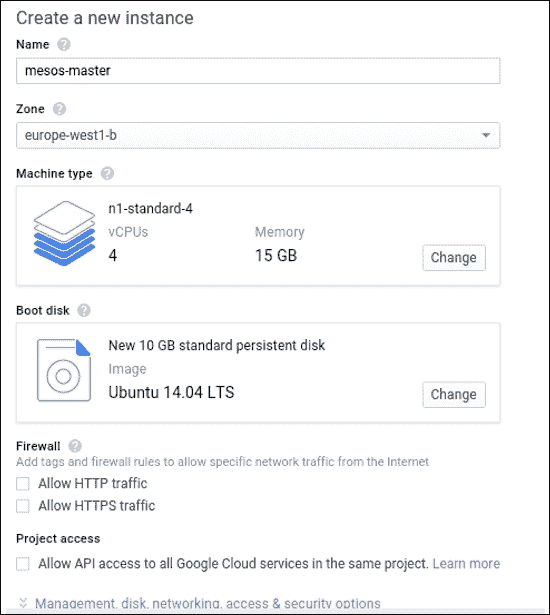 Create a new instance
Name
mesos-master
Zone
europe-west1-b
Machine type
n1-standard-4
vCPUs Memory
4 15 GB
Change
Boot disk
New 10 GB standard persistent disk
Image
Ubuntu 14.04 LTS
Change
Firewall
Add tags and firewall rules to allow specific network traffic from the Internet
Allow HTTP traffic
Allow HTTPS traffic
Project access
Allow API access to all Google Cloud services in the same project. Learn more
Management, disk, networking, access & security options